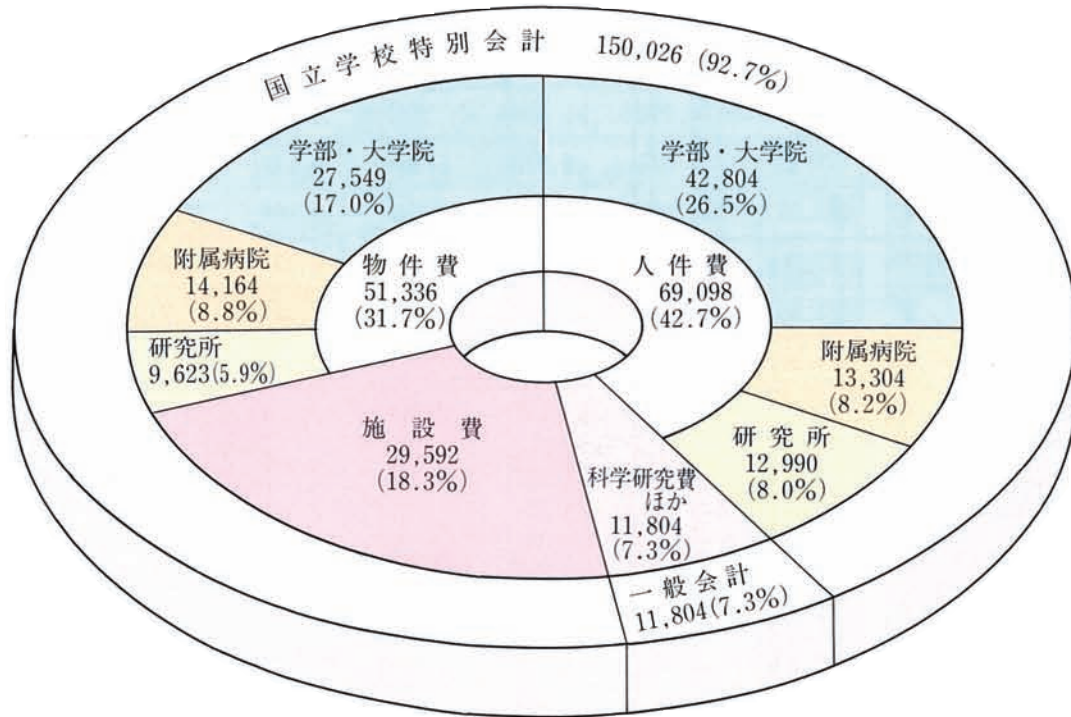 国立学校特別会計 150,026 (92.7%)
学部・大学院
27,549
(17.0%)
学部・大学院
42,804
(26.5%)
附属病院
14,164
(8.8%)
物件費
51,336
(31.7%)
人件費
69,098
(42.7%)
研究所
9,623(5.9%)
附属病院
13,304
(8.2%)
施設費
29,592
(18.3%)
研究所
12,990
(8.0%)
科学研究費
ほか
11,804
(7.3%)
一般会計
11,804(7.3%)